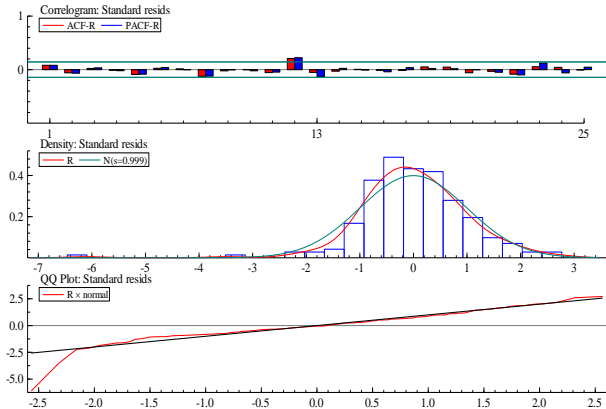 Correlogram: Standard resids
ACF-R PACF-R
1
0
1 13 25
Density: Standard resids
R N(s=0.999)
0.4
0.2
-7 -6 -5 -4 -3 -2 -1 0 1 2 3
QQ Plot: Standard resids
R × normal
2.5
0.0
-2.5
-5.0
-2.5 -2.0 -1.5 -1.0 -0.5 0.0 0.5 1.0 1.5 2.0 2.5